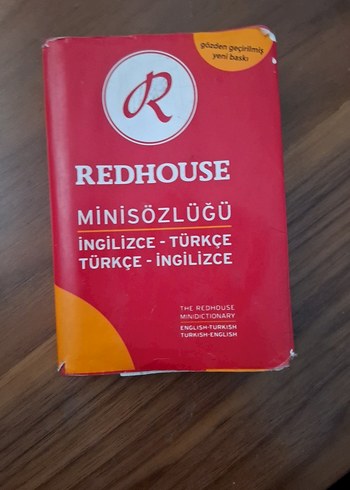 gözden geçirilmiş
yeni baskı
R
REDHOUSE
MİNİSÖZLÜĞÜ
İNGİLİZCE - TÜRKÇE
TÜRKÇE - İNGİLİZCE
THE REDHOUSE
MINIDICTIONARY
ENGLISH-TURKISH
TURKISH-ENGLISH